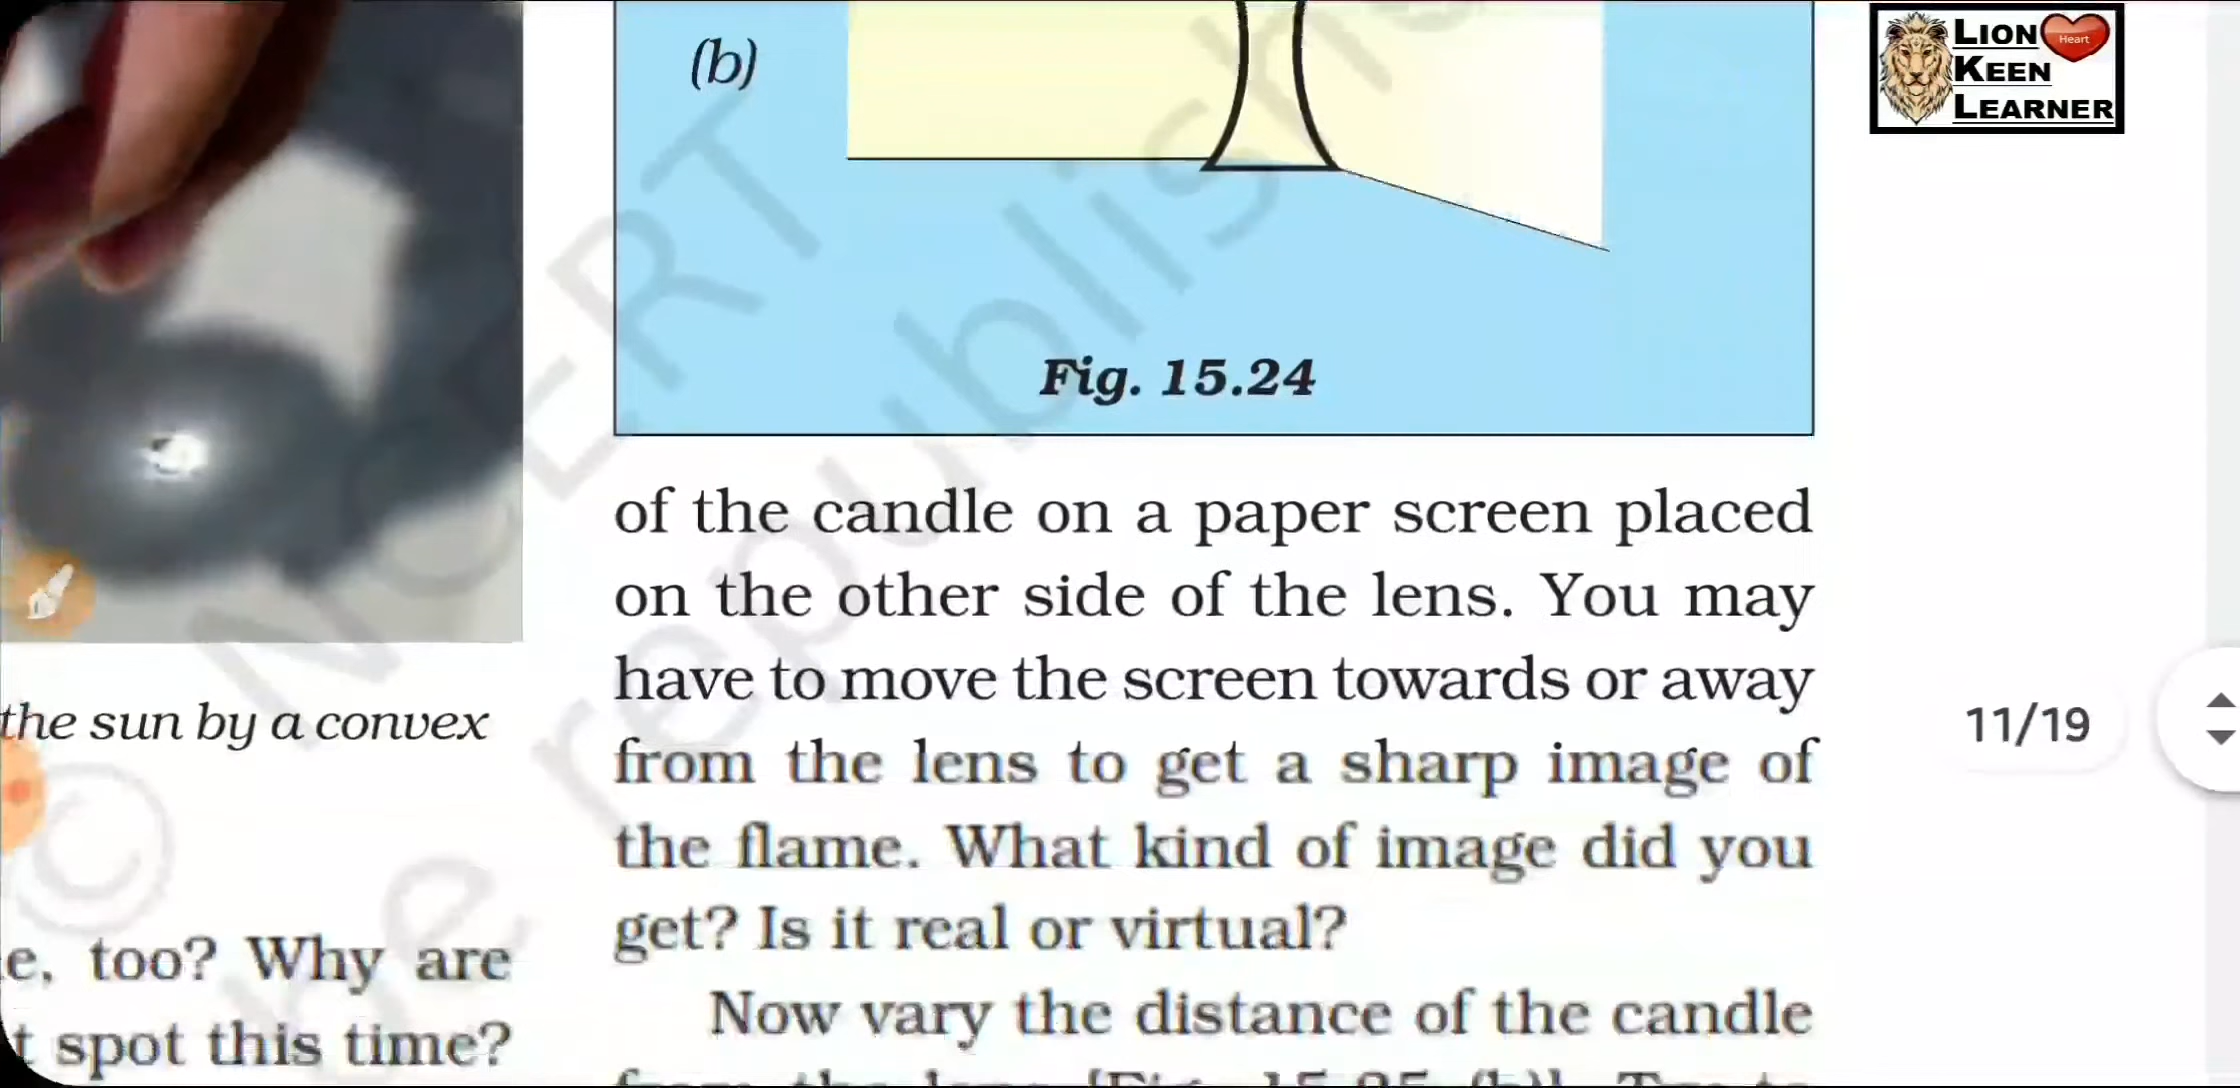 the sun by a convex
e, too? Why are
t spot this time?
(b)
Fig. 15.24
of the candle on a paper screen placed
on the other side of the lens. You may
have to move the screen towards or away
from the lens to get a sharp image of
the flame. What kind of image did you
get? Is it real or virtual?
Now vary the distance of the candle
LION Heart
KEEN
LEARNER
11/19
© NCERT
be republished